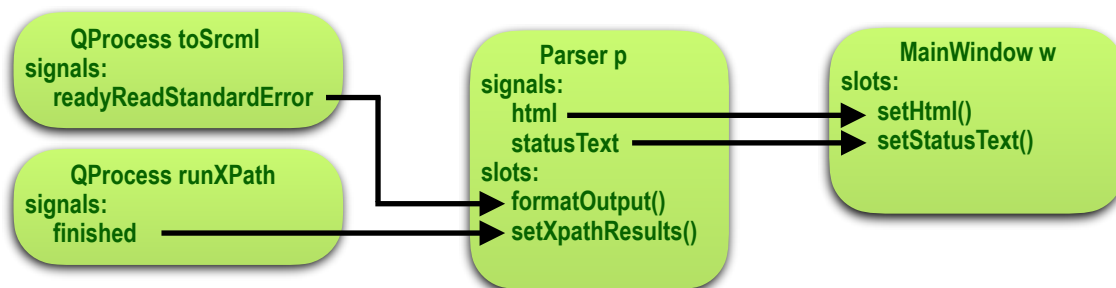 QProcess toSrcml
signals:
readyReadStandardError
QProcess runXPath
signals:
finished
Parser p
signals:
html
statusText
slots:
formatOutput()
setXpathResults()
MainWindow w
slots:
setHtml()
setStatusText()